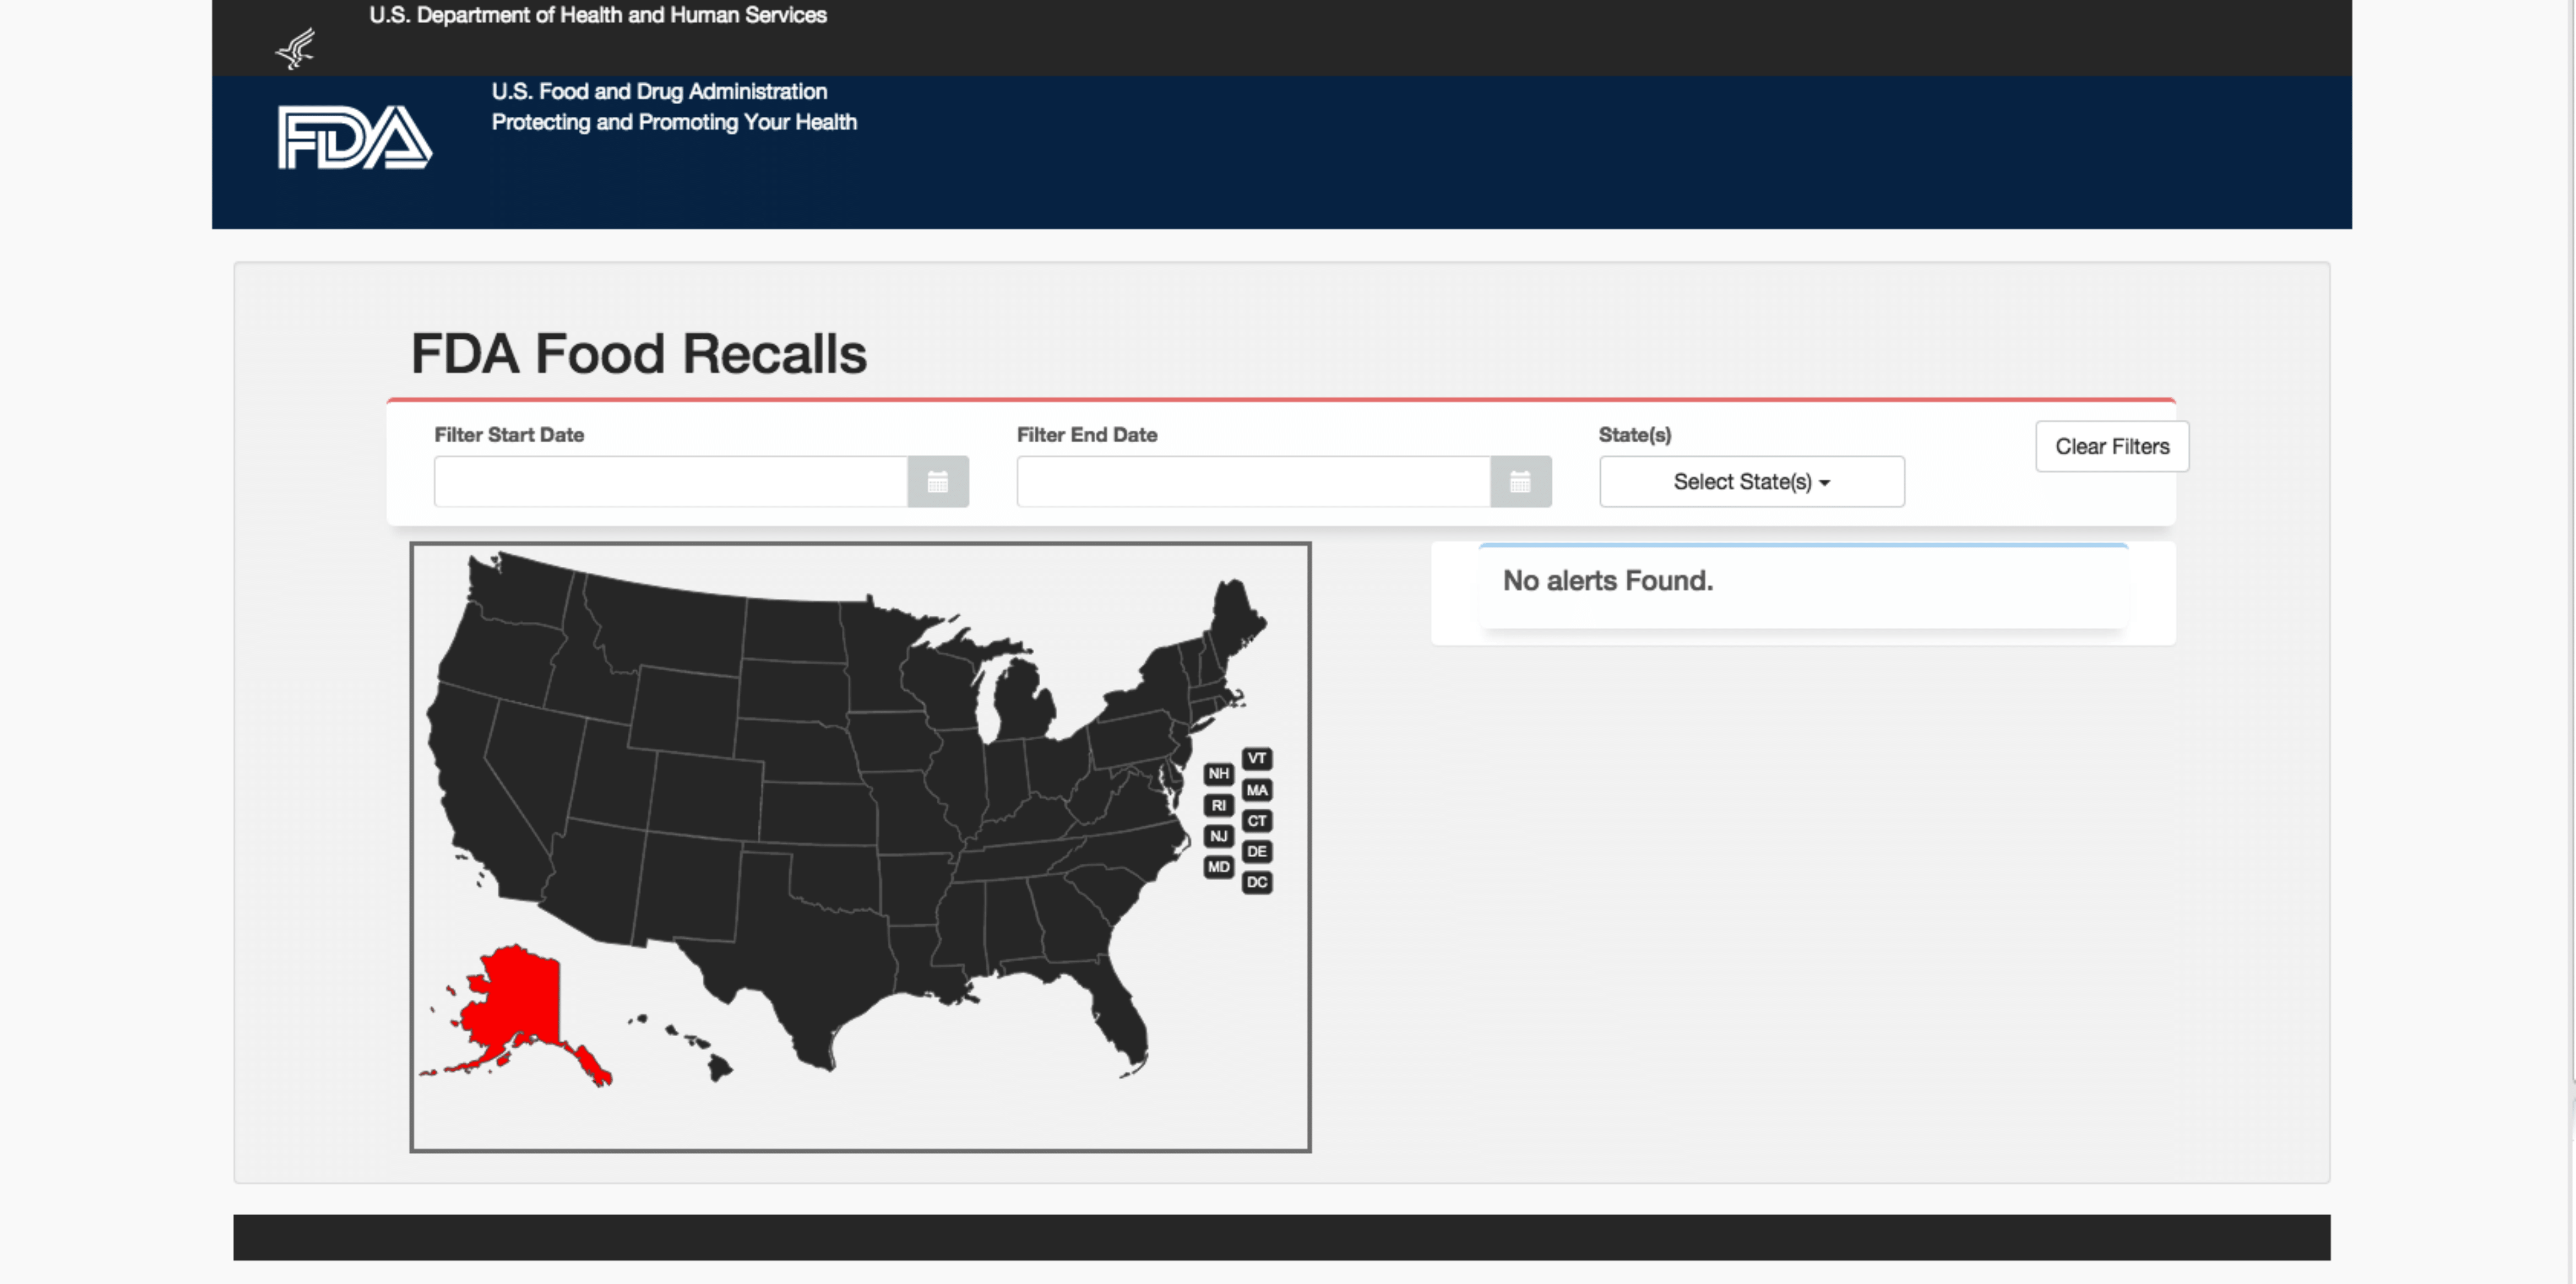 U.S. Department of Health and Human Services
FDA
U.S. Food and Drug Administration
Protecting and Promoting Your Health
FDA Food Recalls
Filter Start Date
Filter End Date
State(s)
Select State(s)
Clear Filters
No alerts Found.
VT
NH
MA
RI
CT
NJ
DE
MD
DC